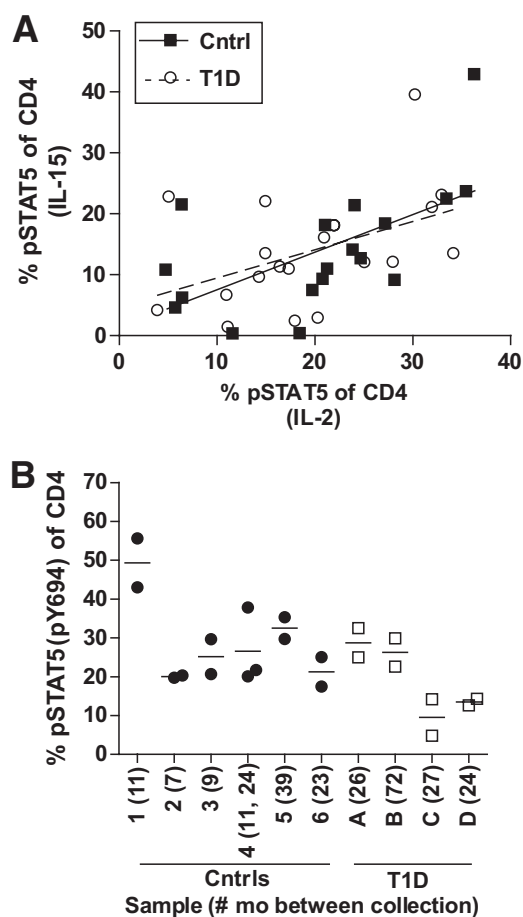 A
Cntrl
T1D
% pSTAT5 of CD4
(IL-15)
50
40
30
20
10
0
0 10 20 30 40
% pSTAT5 of CD4
(IL-2)
B
% pSTAT5(pY694) of CD4
70
60
50
40
30
20
10
0
1 (11)
2 (7)
3 (9)
4 (11, 24)
5 (39)
6 (23)
A (26)
B (72)
C (27)
D (24)
Cntrls T1D
Sample (# mo between collection)